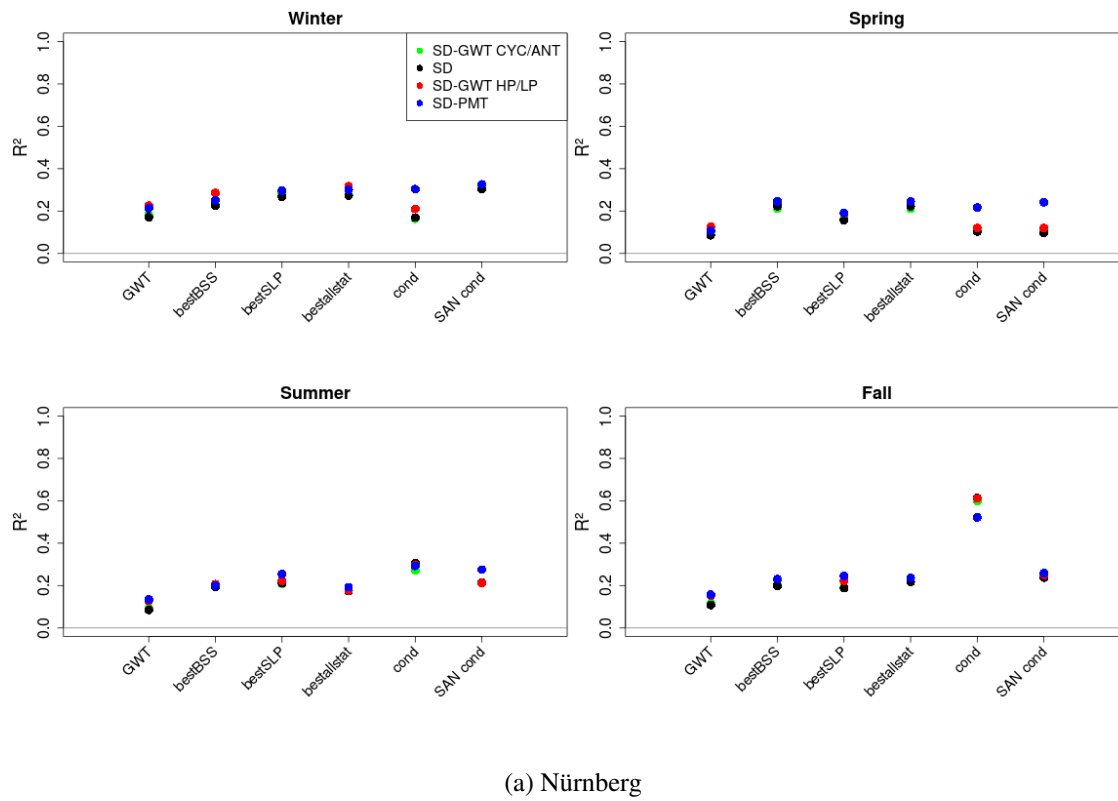 Winter
R²
0.0 0.2 0.4 0.6 0.8 1.0
SD-GWT CYC/ANT
SD
SD-GWT HP/LP
SD-PMT
GWT bestBSS bestSLP bestallstat cond SAN cond
Spring
R²
0.0 0.2 0.4 0.6 0.8 1.0
GWT bestBSS bestSLP bestallstat cond SAN cond
Summer
R²
0.0 0.2 0.4 0.6 0.8 1.0
GWT bestBSS bestSLP bestallstat cond SAN cond
Fall
R²
0.0 0.2 0.4 0.6 0.8 1.0
GWT bestBSS bestSLP bestallstat cond SAN cond
(a) Nürnberg